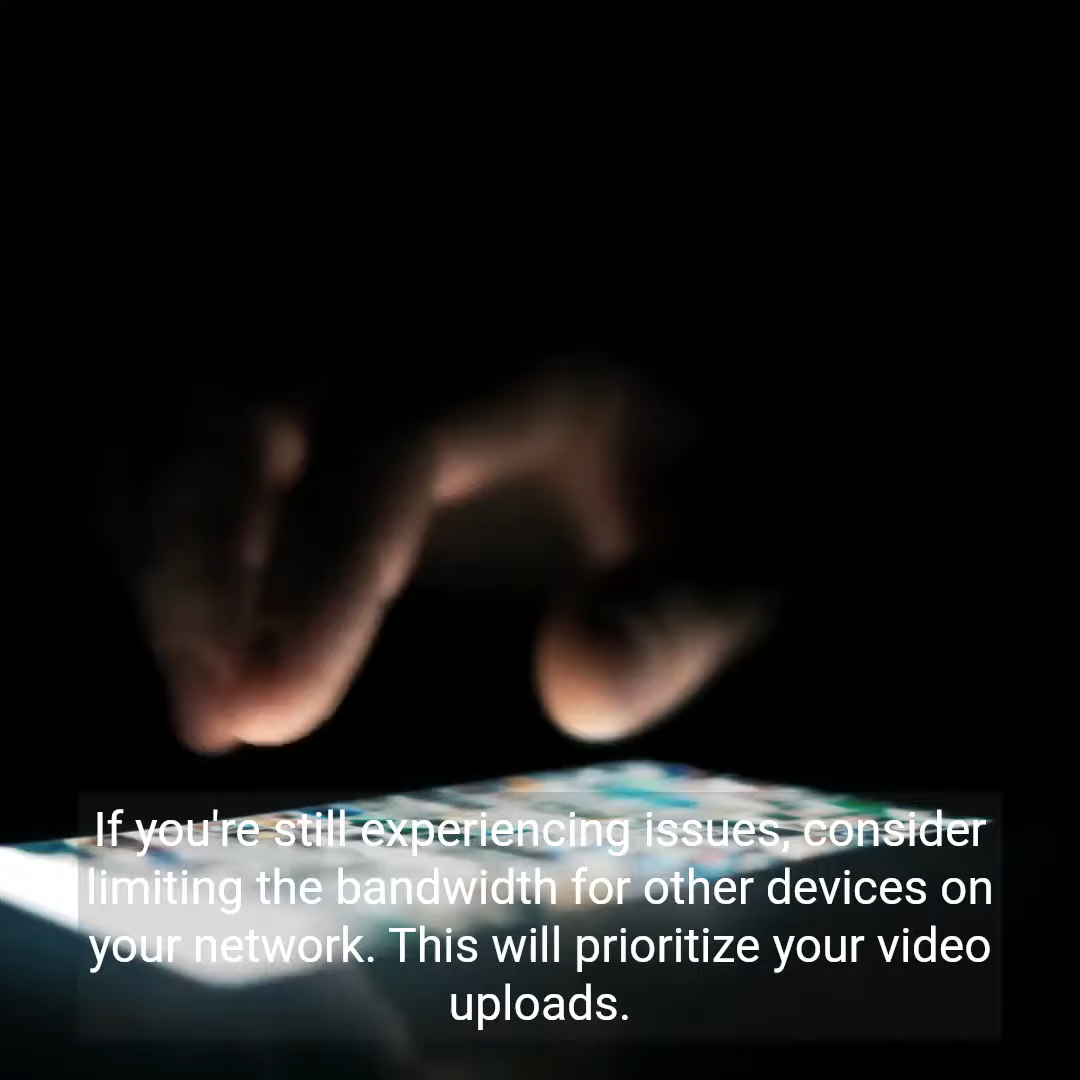 If you're still experiencing issues, consider
limiting the bandwidth for other devices on
your network. This will prioritize your video
uploads.